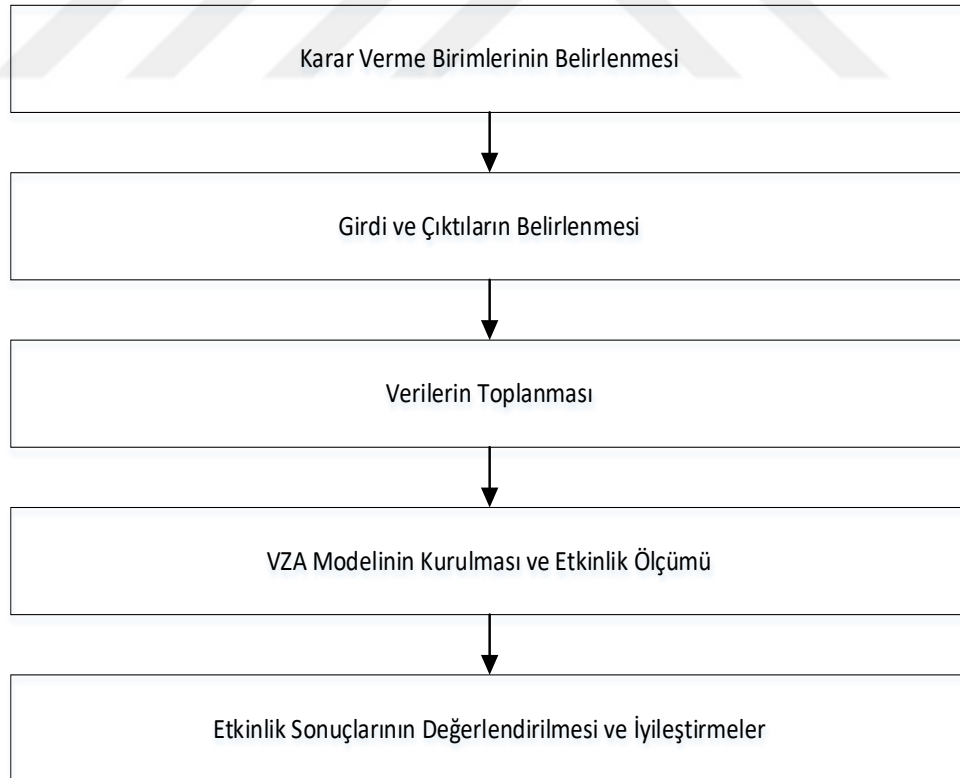 Karar Verme Birimlerinin Belirlenmesi
Girdi ve Çıktıların Belirlenmesi
Verilerin Toplanması
VZA Modelinin Kurulması ve Etkinlik Ölçümü
Etkinlik Sonuçlarının Değerlendirilmesi ve İyileştirmeler